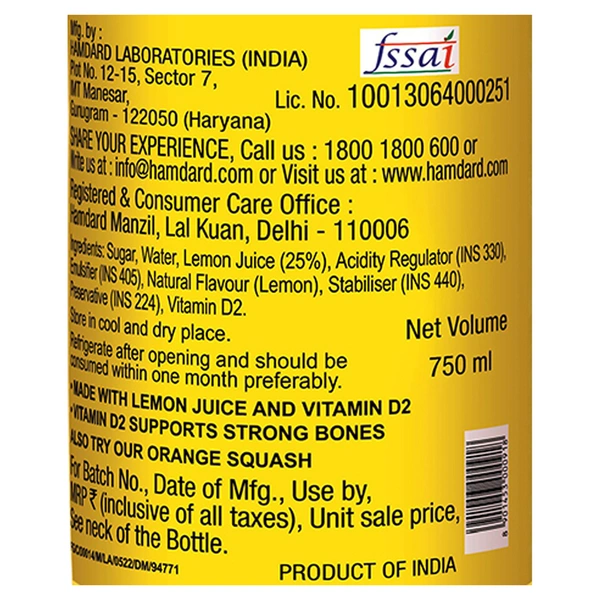 Mfg. by :
HAMDARD LABORATORIES (INDIA)
Plot No. 12-15, Sector 7,
IMT Manesar,
Gurugram - 122050 (Haryana)
fssai
Lic. No. 10013064000251
SHARE YOUR EXPERIENCE, Call us : 1800 1800 600 or
Write us at : info@hamdard.com or Visit us at : www.hamdard.com
Registered & Consumer Care Office :
Hamdard Manzil, Lal Kuan, Delhi - 110006
Ingredients: Sugar, Water, Lemon Juice (25%), Acidity Regulator (INS 330),
Emulsifier (INS 405), Natural Flavour (Lemon), Stabiliser (INS 440),
Preservative (INS 224), Vitamin D2.
Store in cool and dry place.
Refrigerate after opening and should be
consumed within one month preferably.
Net Volume
750 ml
•MADE WITH LEMON JUICE AND VITAMIN D2
•VITAMIN D2 SUPPORTS STRONG BONES
ALSO TRY OUR ORANGE SQUASH
For Batch No., Date of Mfg., Use by,
MRP ₹ (inclusive of all taxes), Unit sale price,
See neck of the Bottle.
PRODUCT OF INDIA